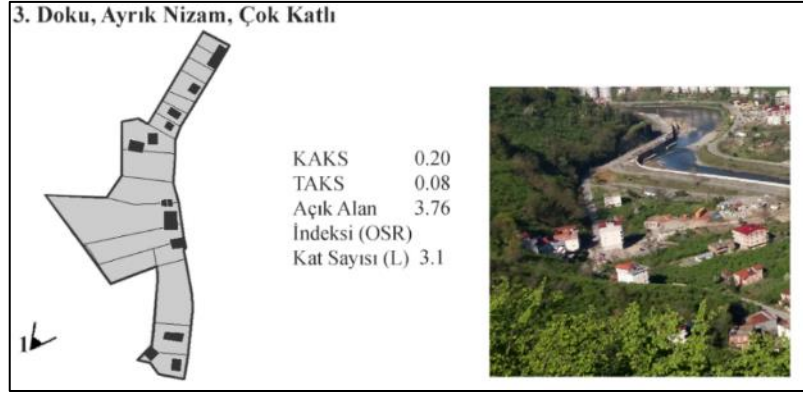 3. Doku, Ayrık Nizam, Çok Katlı
KAKS 0.20
TAKS 0.08
Açık Alan 3.76
İndeksi (OSR)
Kat Sayısı (L) 3.1
1